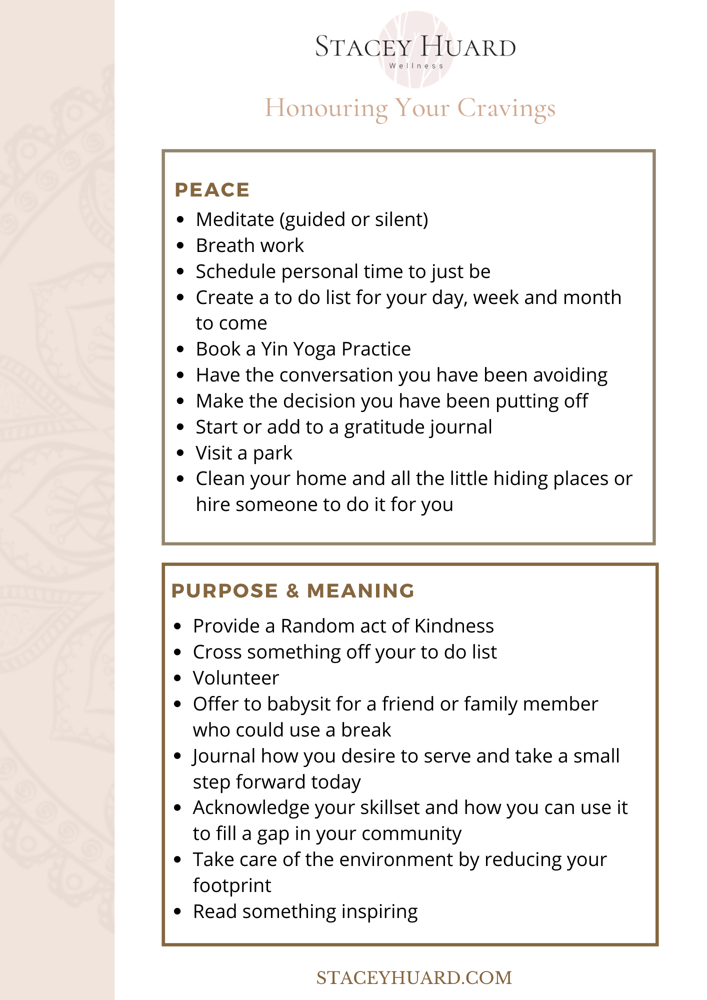 STACEY HUARD
Wellness
Honouring Your Cravings
PEACE
• Meditate (guided or silent)
• Breath work
• Schedule personal time to just be
• Create a to do list for your day, week and month
to come
• Book a Yin Yoga Practice
• Have the conversation you have been avoiding
• Make the decision you have been putting off
• Start or add to a gratitude journal
• Visit a park
• Clean your home and all the little hiding places or
hire someone to do it for you
PURPOSE & MEANING
• Provide a Random act of Kindness
• Cross something off your to do list
• Volunteer
• Offer to babysit for a friend or family member
who could use a break
• Journal how you desire to serve and take a small
step forward today
• Acknowledge your skillset and how you can use it
to fill a gap in your community
• Take care of the environment by reducing your
footprint
• Read something inspiring
STACEYHUARD.COM